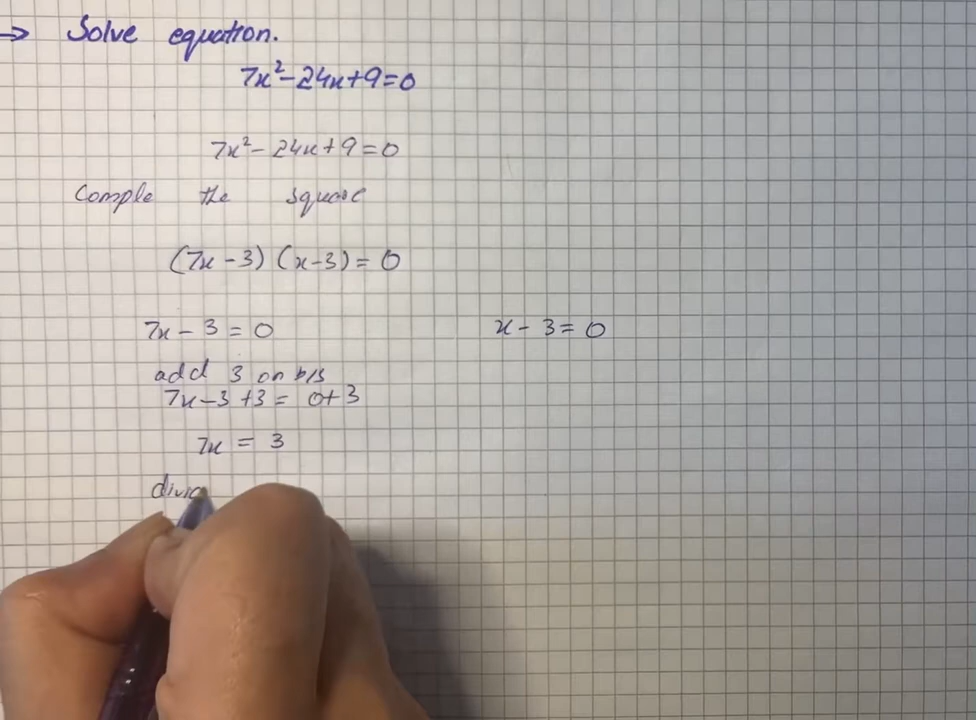 → Solve equation.
7x²-24x+9=0
7x²-24x+9=0
Comple the square
(7x-3)(x-3)=0
7x-3=0
x-3=0
add 3 on b/s
7x-3+3=0+3
7x=3